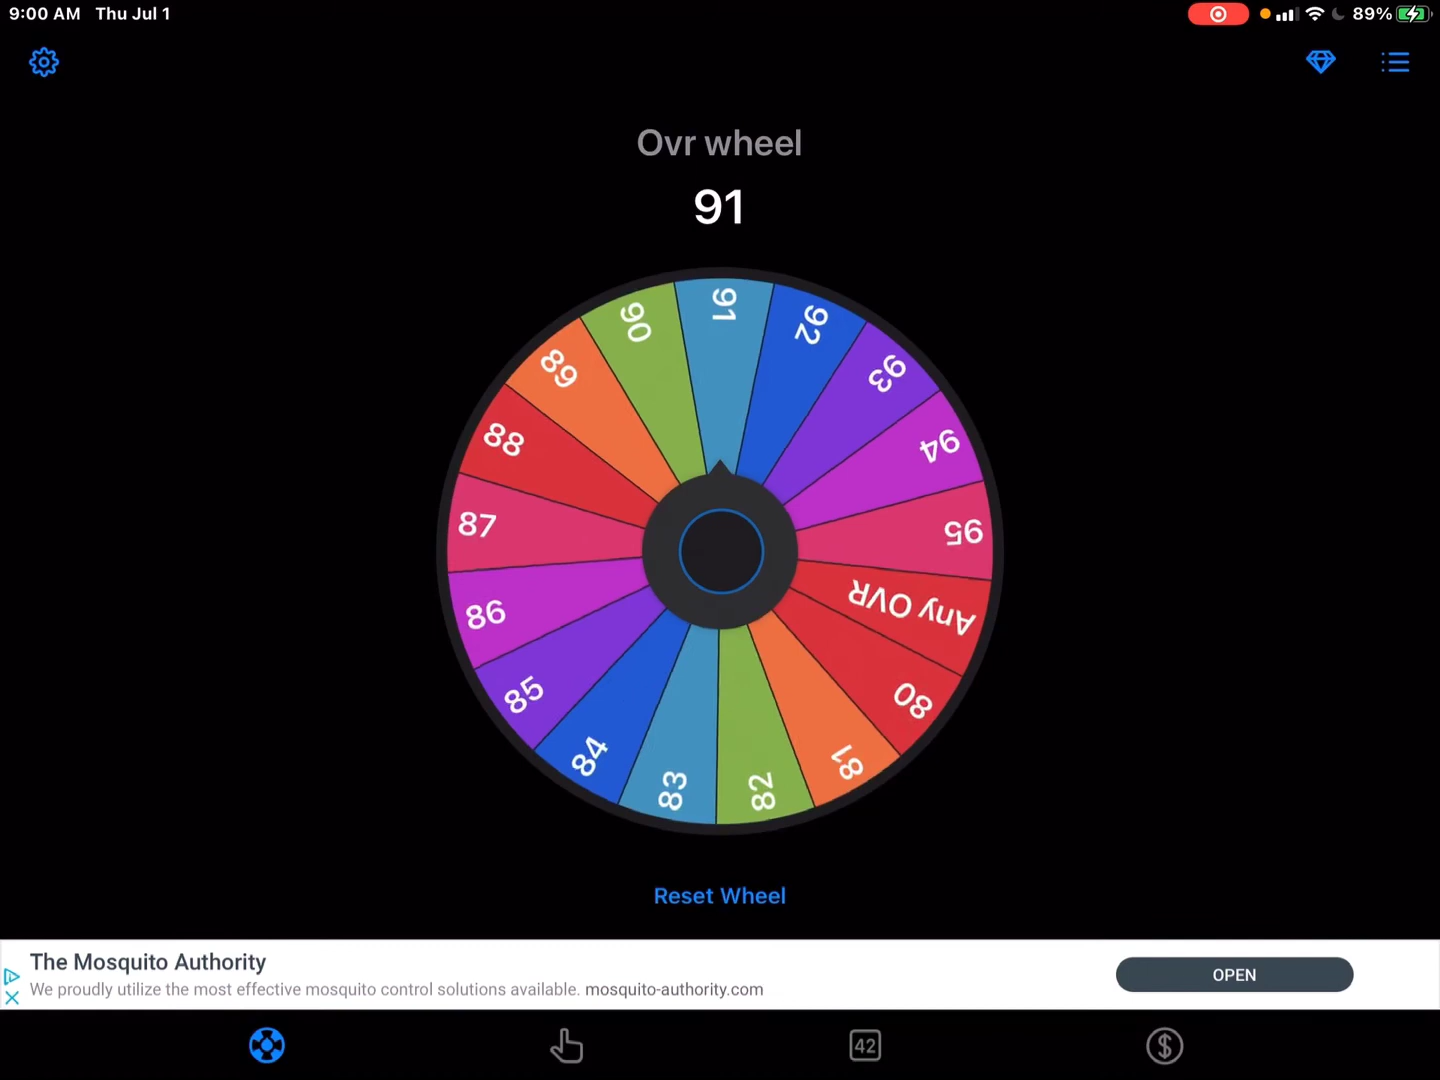 9:00 AM Thu Jul 1
89%
Ovr wheel
91
91
92
93
94
95
Any OVR
80
81
82
83
84
85
86
87
88
89
90
Reset Wheel
The Mosquito Authority
We proudly utilize the most effective mosquito control solutions available. mosquito-authority.com
OPEN
42
$